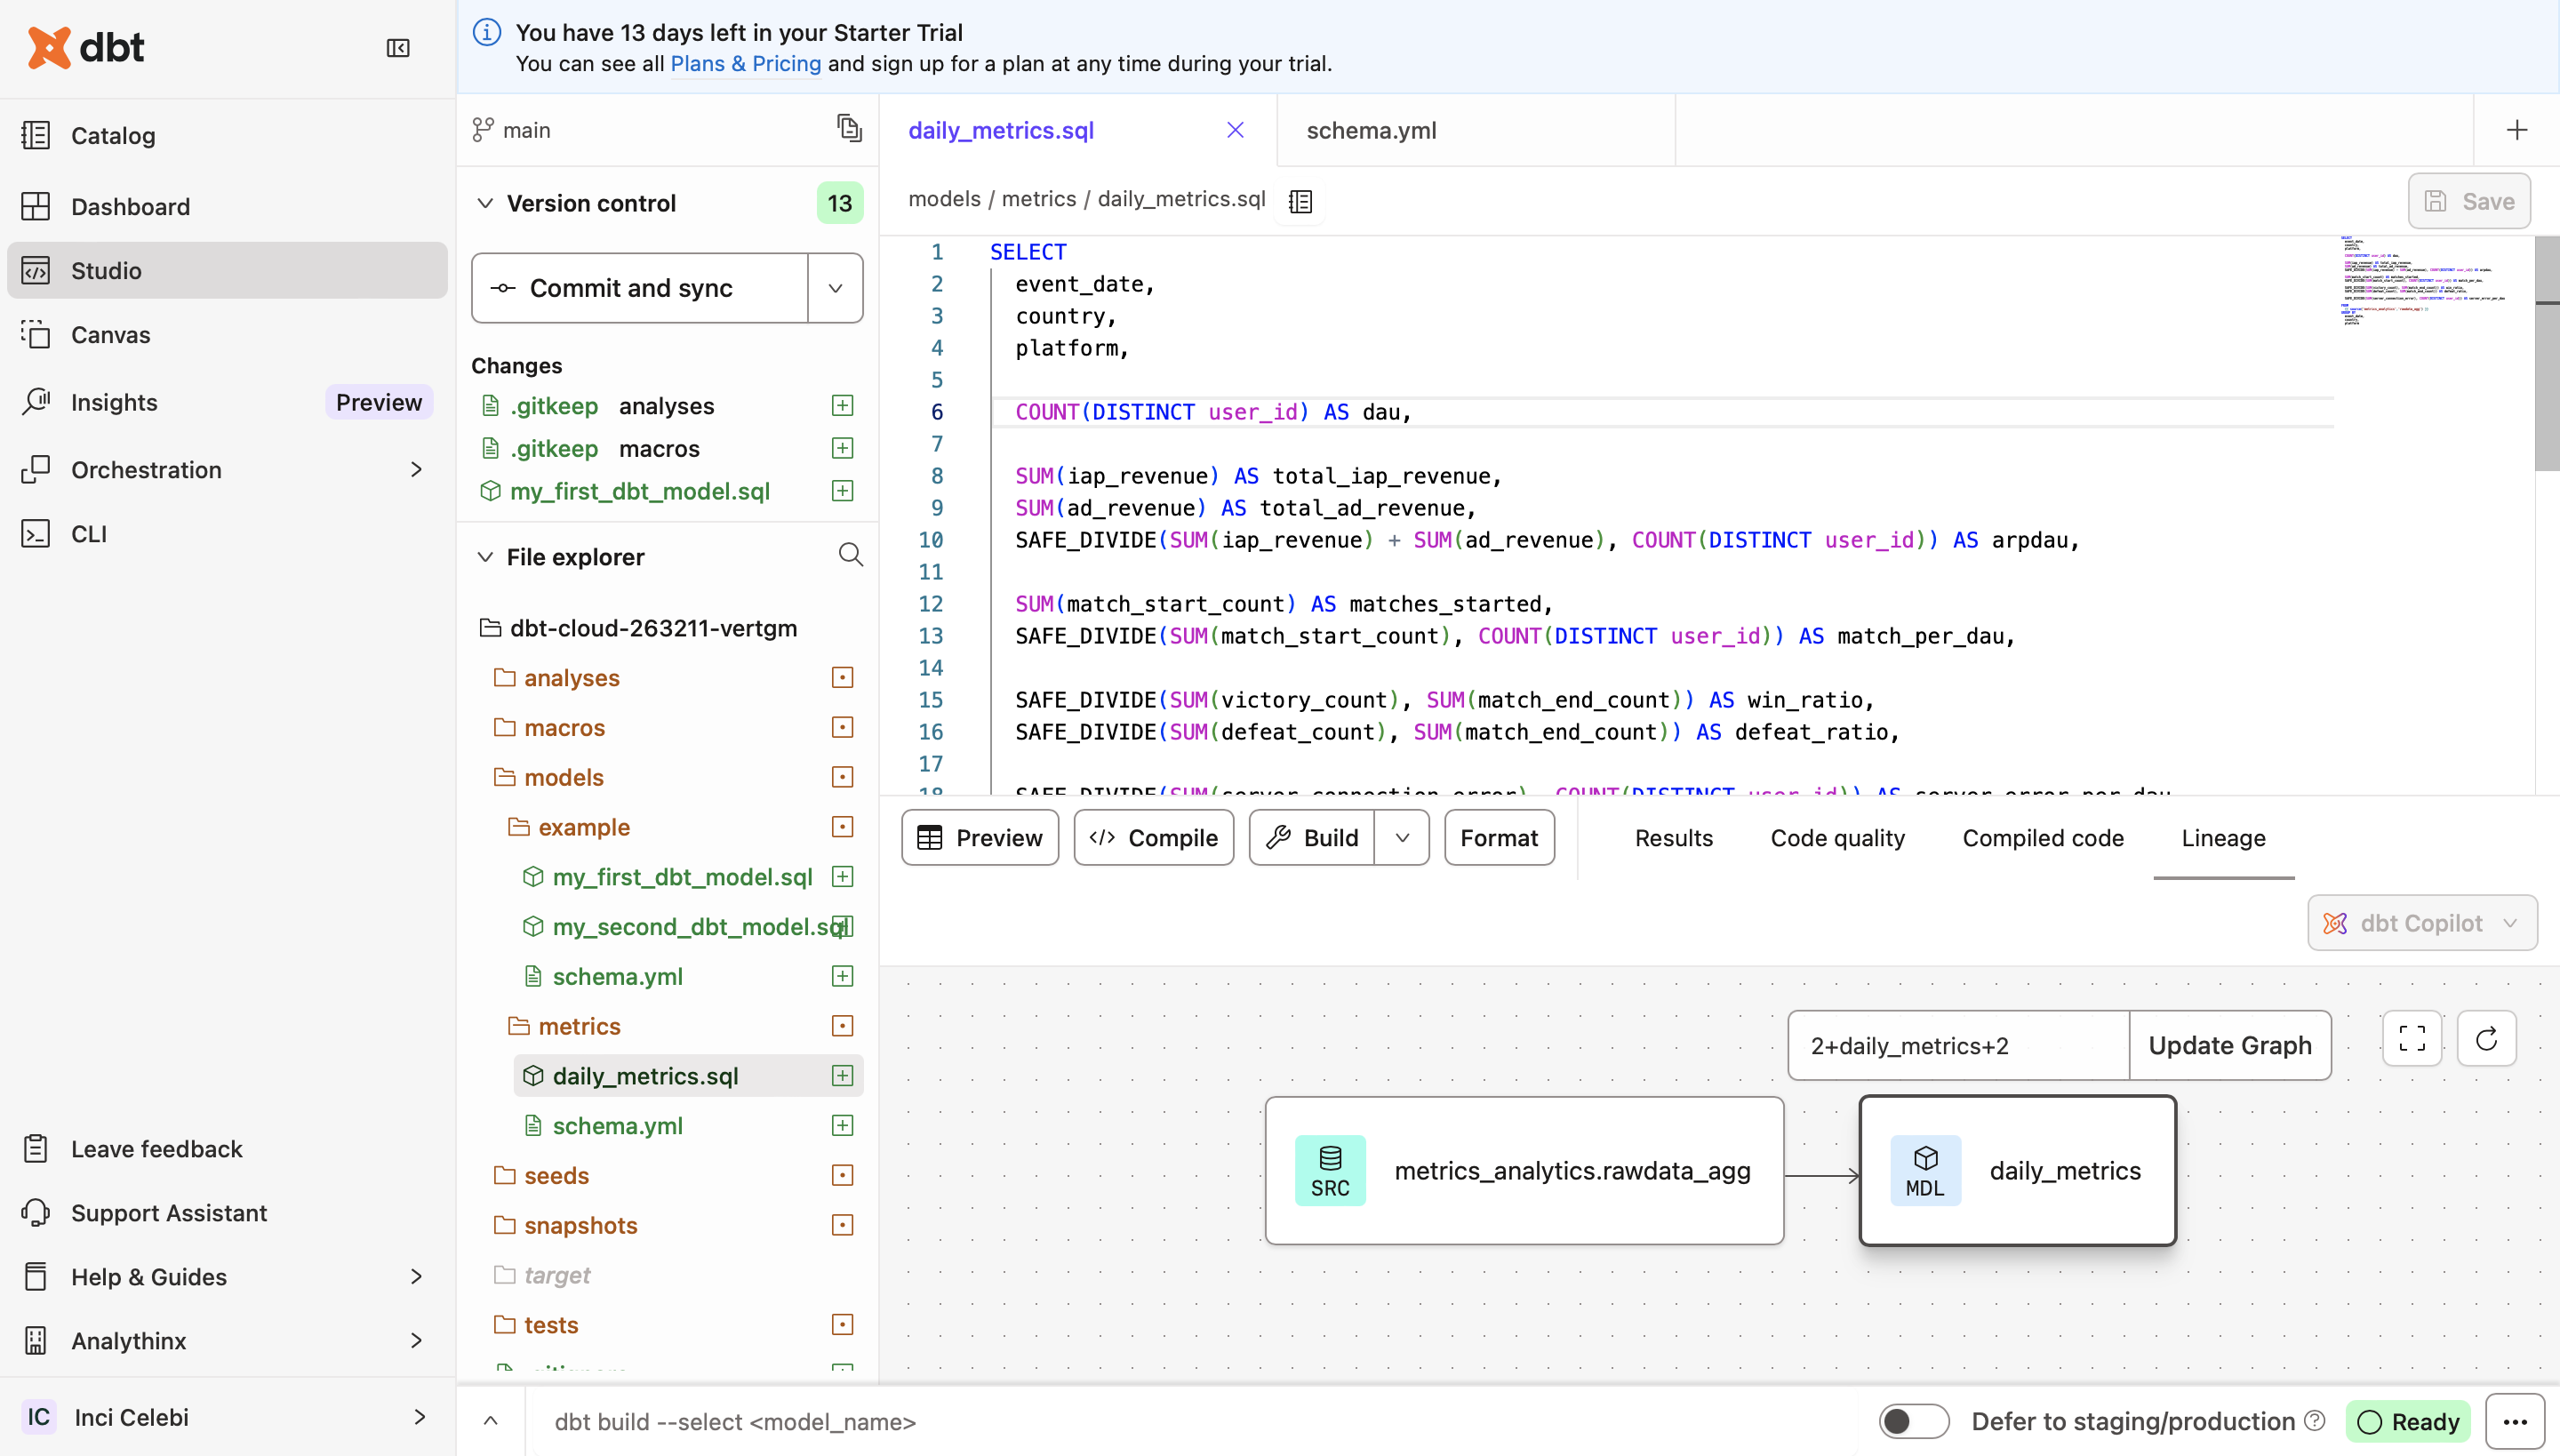 dbt
Catalog
Dashboard
Studio
Canvas
Insights
Preview
Orchestration
CLI
Leave feedback
Support Assistant
Help & Guides
Analythinx
IC
Inci Celebi
You have 13 days left in your Starter Trial
You can see all Plans & Pricing and sign up for a plan at any time during your trial.
main
Version control
13
Commit and sync
Changes
.gitkeep analyses
.gitkeep macros
my_first_dbt_model.sql
File explorer
dbt-cloud-263211-vertgm
analyses
macros
models
example
my_first_dbt_model.sql
my_second_dbt_model.sql
schema.yml
metrics
daily_metrics.sql
schema.yml
seeds
snapshots
target
tests
daily_metrics.sql
schema.yml
models / metrics / daily_metrics.sql
Save
1 SELECT
2 event_date,
3 country,
4 platform,
5
6 COUNT(DISTINCT user_id) AS dau,
7
8 SUM(iap_revenue) AS total_iap_revenue,
9 SUM(ad_revenue) AS total_ad_revenue,
10 SAFE_DIVIDE(SUM(iap_revenue) + SUM(ad_revenue), COUNT(DISTINCT user_id)) AS arpdau,
11
12 SUM(match_start_count) AS matches_started,
13 SAFE_DIVIDE(SUM(match_start_count), COUNT(DISTINCT user_id)) AS match_per_dau,
14
15 SAFE_DIVIDE(SUM(victory_count), SUM(match_end_count)) AS win_ratio,
16 SAFE_DIVIDE(SUM(defeat_count), SUM(match_end_count)) AS defeat_ratio,
17
18 SAFE_DIVIDE(SUM(server_connection_error), COUNT(DISTINCT user_id)) AS server_error_per_dau
Preview
Compile
Build
Format
Results
Code quality
Compiled code
Lineage
dbt Copilot
2+daily_metrics+2
Update Graph
SRC
metrics_analytics.rawdata_agg
MDL
daily_metrics
dbt build --select <model_name>
Defer to staging/production
Ready